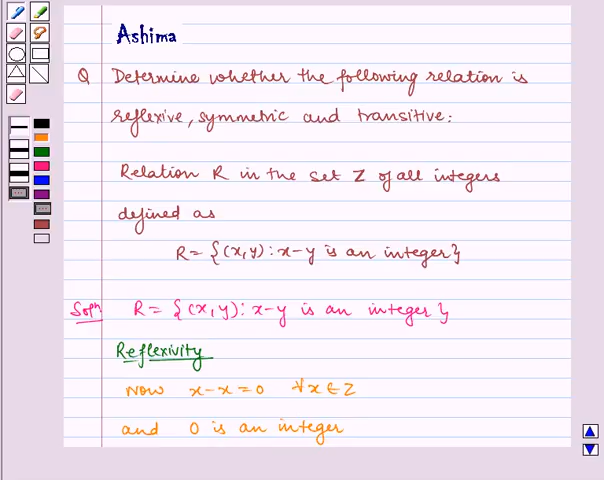 Ashima
Q Determine whether the following relation is
reflexive, symmetric and transitive:
Relation R in the set Z of all integers
defined as
R = {(x,y) : x-y is an integer}
Solⁿ R = {(x,y) : x-y is an integer}
Reflexivity
Now x-x=0 ∀x∈Z
and 0 is an integer